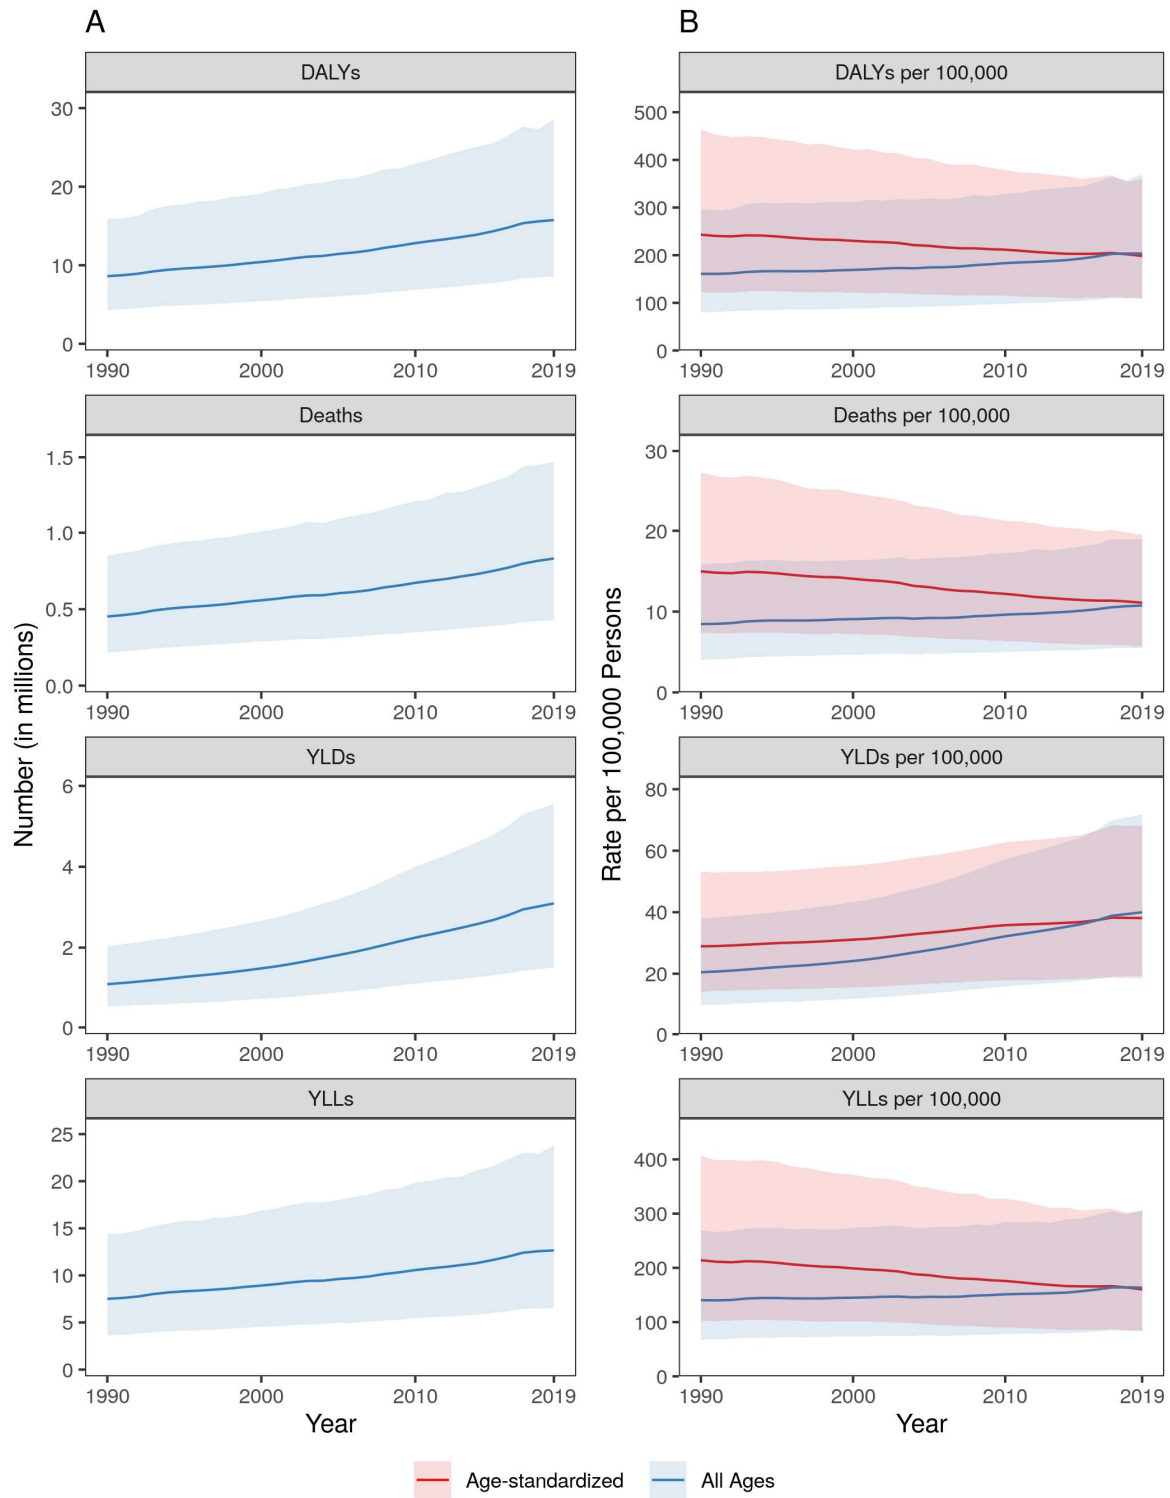 A
B
DALYs
30
20
10
0
1990 2000 2010 2019
DALYs per 100,000
500
400
300
200
100
0
1990 2000 2010 2019
Deaths
1.5
1.0
0.5
0.0
1990 2000 2010 2019
Deaths per 100,000
30
20
10
0
1990 2000 2010 2019
Number (in millions)
Rate per 100,000 Persons
YLDs
6
4
2
0
1990 2000 2010 2019
YLDs per 100,000
80
60
40
20
0
1990 2000 2010 2019
YLLs
25
20
15
10
5
0
1990 2000 2010 2019
Year
YLLs per 100,000
400
300
200
100
0
1990 2000 2010 2019
Year
Age-standardized All Ages